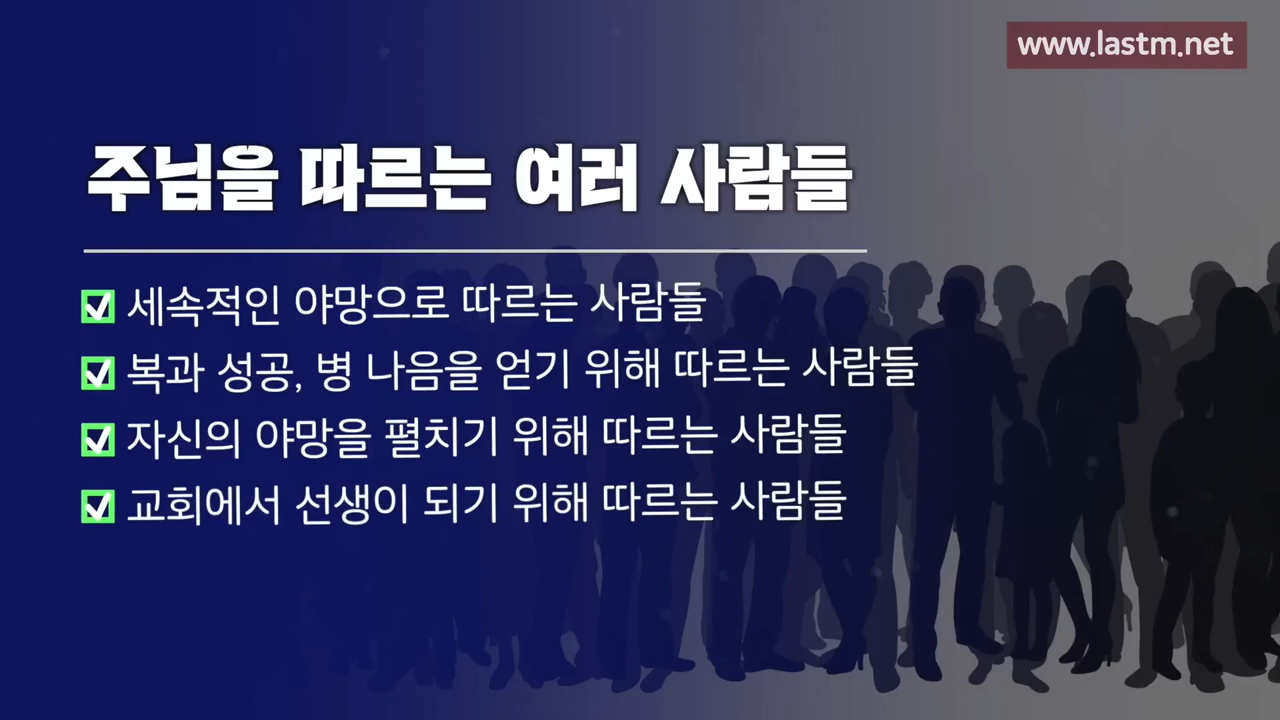 www.lastm.net
주님을 따르는 여러 사람들
세속적인 야망으로 따르는 사람들
복과 성공, 병 나음을 얻기 위해 따르는 사람들
자신의 야망을 펼치기 위해 따르는 사람들
교회에서 선생이 되기 위해 따르는 사람들